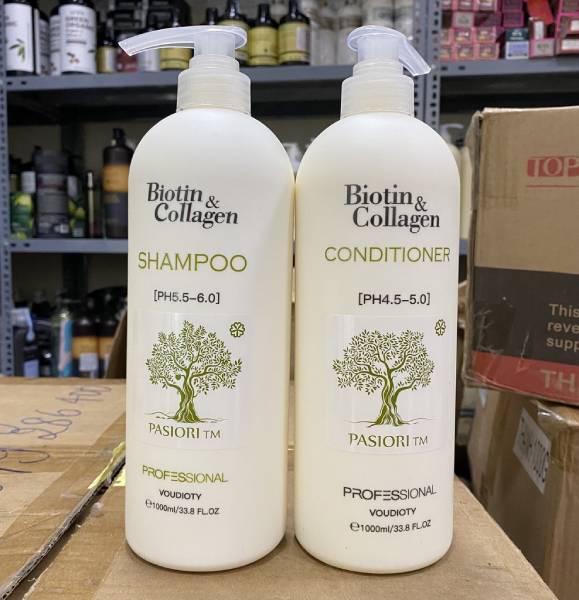 Biotin &
Collagen
SHAMPOO
[PH5.5-6.0]
PASIORI TM
PROFESSIONAL
VOUDIOTY
℮1000ml/33.8 FL.OZ
Biotin &
Collagen
CONDITIONER
[PH4.5-5.0]
PASIORI TM
PROFESSIONAL
VOUDIOTY
℮1000ml/33.8 FL.OZ
TOP
This
reve
supp
TH